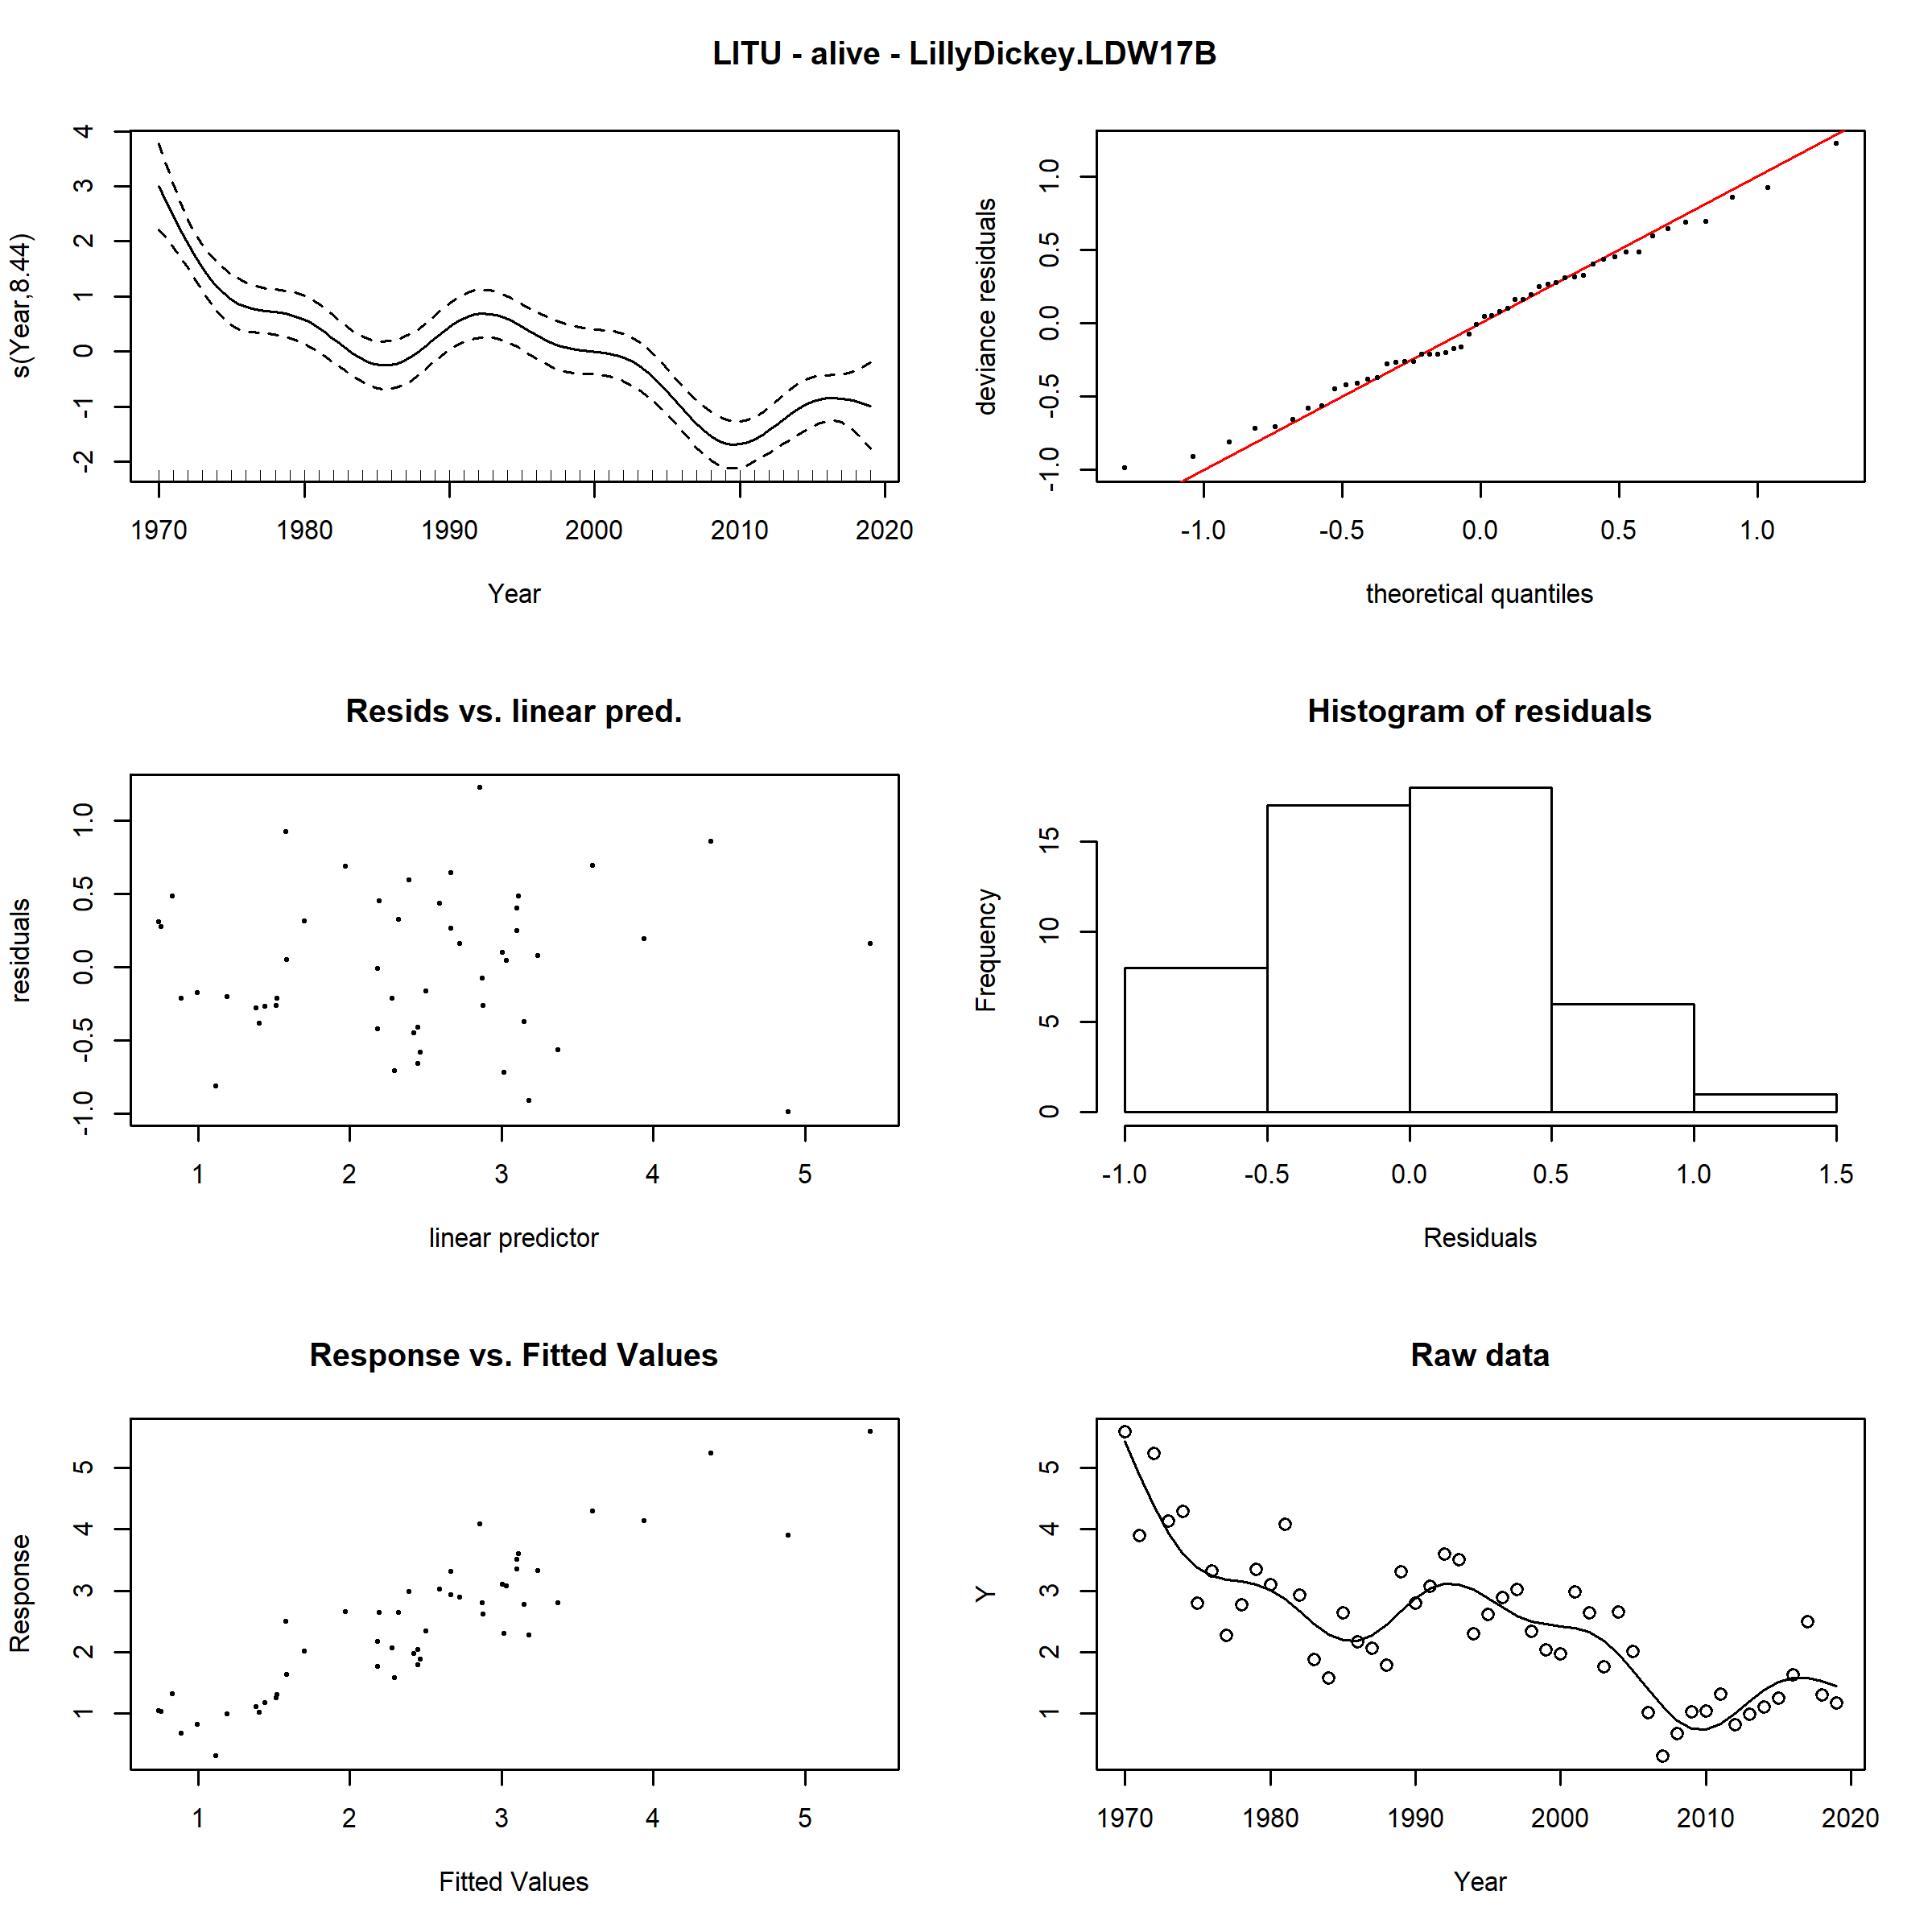 LITU - alive - LillyDickey.LDW17B
s(Year,8.44)
4
3
2
1
0
-1
-2
1970 1980 1990 2000 2010 2020
Year
deviance residuals
1.0
0.5
0.0
-0.5
-1.0
-1.0 -0.5 0.0 0.5 1.0
theoretical quantiles
Resids vs. linear pred.
residuals
1.0
0.5
0.0
-0.5
-1.0
1 2 3 4 5
linear predictor
Histogram of residuals
Frequency
15
10
5
0
-1.0 -0.5 0.0 0.5 1.0 1.5
Residuals
Response vs. Fitted Values
Response
5
4
3
2
1
1 2 3 4 5
Fitted Values
Raw data
Y
5
4
3
2
1
1970 1980 1990 2000 2010 2020
Year